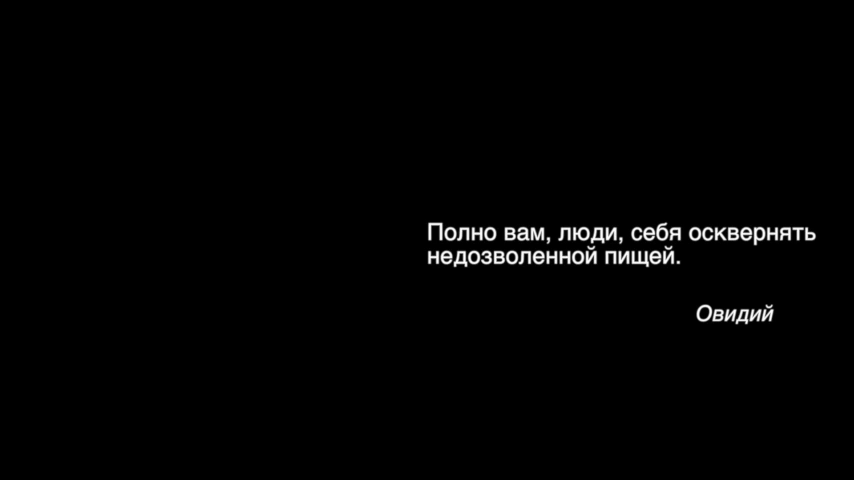 Полно вам, люди, себя осквернять
недозволенной пищей.
Овидий